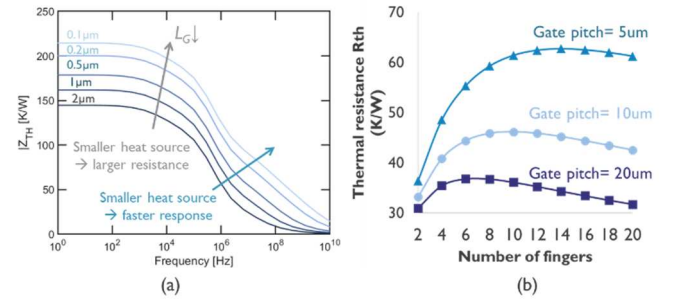 250
200
150
100
50
0
|Z_TH| [K/W]
0.1μm
0.2μm
0.5μm
1μm
2μm
L_G↓
Smaller heat source
→ larger resistance
Smaller heat source
→ faster response
10^0 10^2 10^4 10^6 10^8 10^10
Frequency [Hz]
(a)
70
60
50
40
30
Thermal resistance Rth
(K/W)
Gate pitch= 5um
Gate pitch= 10um
Gate pitch= 20um
2 4 6 8 10 12 14 16 18 20
Number of fingers
(b)